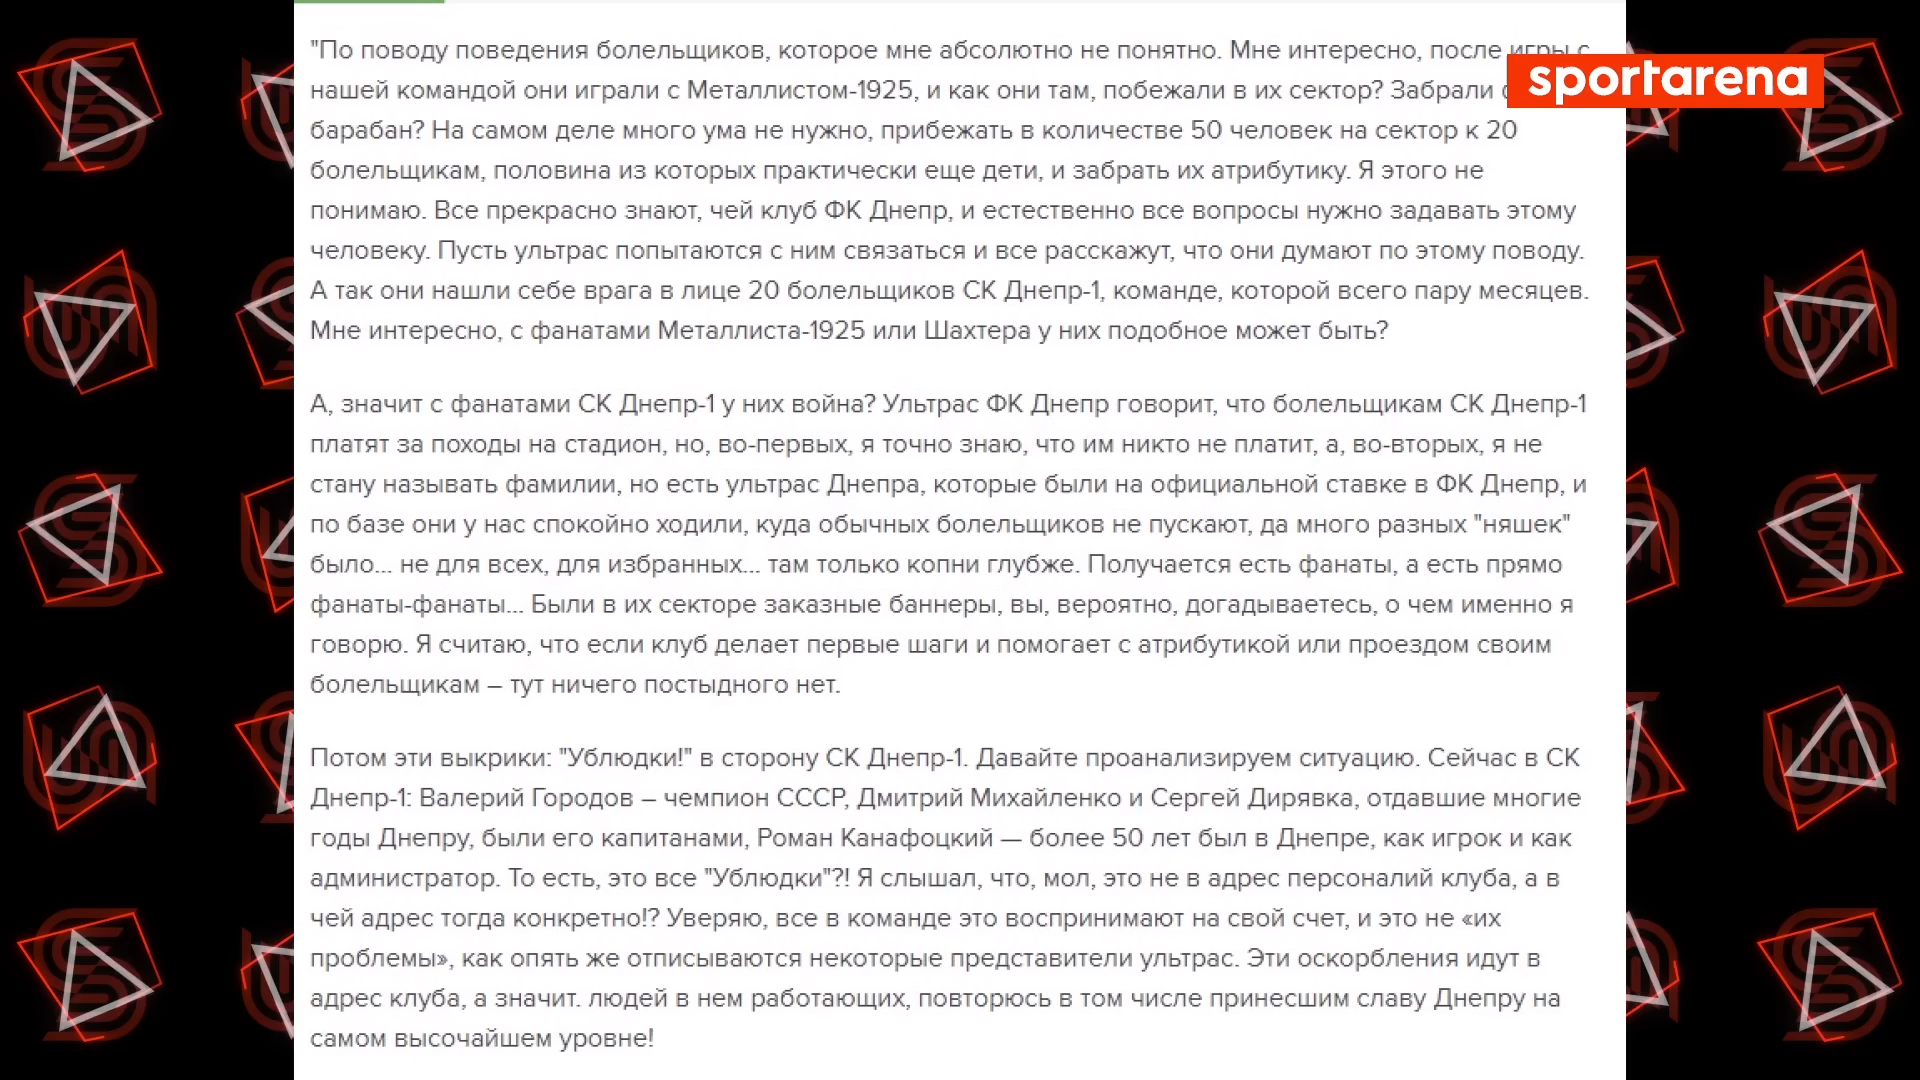 "По поводу поведения болельщиков, которое мне абсолютно не понятно. Мне интересно, после игры с
sportarena
нашей командой они играли с Металлистом-1925, и как они там, побежали в их сектор? Забрали
барабан? На самом деле много ума не нужно, прибежать в количестве 50 человек на сектор к 20
болельщикам, половина из которых практически еще дети, и забрать их атрибутику. Я этого не
понимаю. Все прекрасно знают, чей клуб ФК Днепр, и естественно все вопросы нужно задавать этому
человеку. Пусть ультрас попытаются с ним связаться и все расскажут, что они думают по этому поводу.
А так они нашли себе врага в лице 20 болельщиков СК Днепр-1, команде, которой всего пару месяцев.
Мне интересно, с фанатами Металлиста-1925 или Шахтера у них подобное может быть?
А, значит с фанатами СК Днепр-1 у них война? Ультрас ФК Днепр говорит, что болельщикам СК Днепр-1
платят за походы на стадион, но, во-первых, я точно знаю, что им никто не платит, а, во-вторых, я не
стану называть фамилии, но есть ультрас Днепра, которые были на официальной ставке в ФК Днепр, и
по базе они у нас спокойно ходили, куда обычных болельщиков не пускают, да много разных "няшек"
было... не для всех, для избранных... там только копни глубже. Получается есть фанаты, а есть прямо
фанаты-фанаты... Были в их секторе заказные баннеры, вы, вероятно, догадываетесь, о чем именно я
говорю. Я считаю, что если клуб делает первые шаги и помогает с атрибутикой или проездом своим
болельщикам – тут ничего постыдного нет.
Потом эти выкрики: "Ублюдки!" в сторону СК Днепр-1. Давайте проанализируем ситуацию. Сейчас в СК
Днепр-1: Валерий Городов – чемпион СССР, Дмитрий Михайленко и Сергей Дирявка, отдавшие многие
годы Днепру, были его капитанами, Роман Канафоцкий — более 50 лет был в Днепре, как игрок и как
администратор. То есть, это все "Ублюдки"?! Я слышал, что, мол, это не в адрес персоналий клуба, а в
чей адрес тогда конкретно!? Уверяю, все в команде это воспринимают на свой счет, и это не «их
проблемы», как опять же отписываются некоторые представители ультрас. Эти оскорбления идут в
адрес клуба, а значит. людей в нем работающих, повторюсь в том числе принесшим славу Днепру на
самом высочайшем уровне!